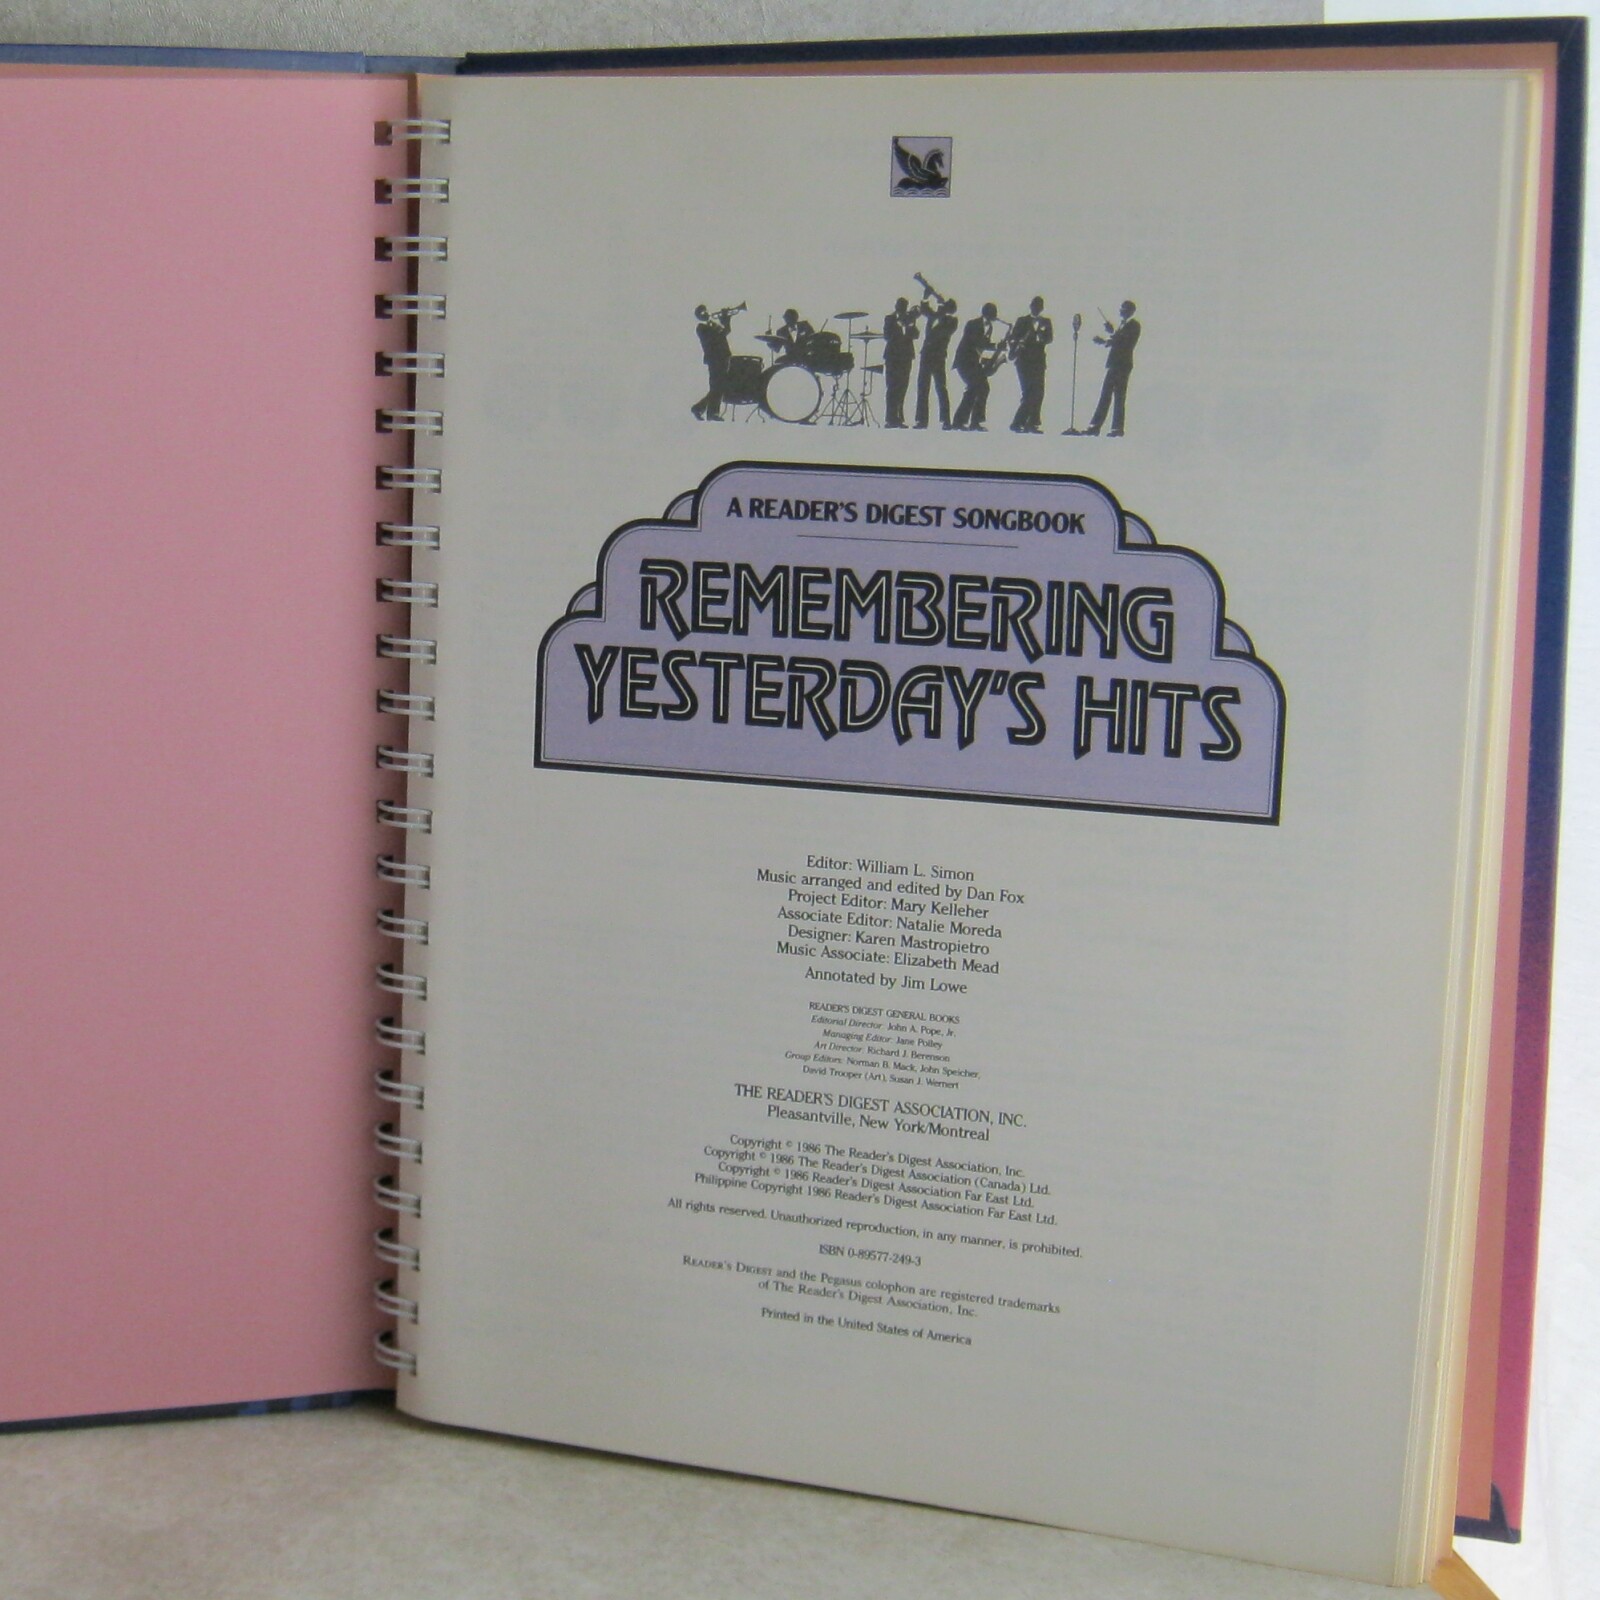 A READER'S DIGEST SONGBOOK
REMEMBERING
YESTERDAY'S HITS
Editor: William L. Simon
Music arranged and edited by Dan Fox
Project Editor: Mary Kelleher
Associate Editor: Natalie Moreda
Designer: Karen Mastropietro
Music Associate: Elizabeth Mead
Annotated by Jim Lowe
READER'S DIGEST GENERAL BOOKS
Editorial Director: John A. Pope, Jr.
Managing Editor: Jane Polley
Art Director: Richard J. Berenson
Group Editors: Norman B. Mack, John Speicher,
David Trooper (Art), Susan J. Wernert
THE READER'S DIGEST ASSOCIATION, INC.
Pleasantville, New York/Montreal
Copyright © 1986 The Reader's Digest Association, Inc.
Copyright © 1986 The Reader's Digest Association (Canada) Ltd.
Copyright © 1986 Reader's Digest Association Far East Ltd.
Philippine Copyright 1986 Reader's Digest Association Far East Ltd.
All rights reserved. Unauthorized reproduction, in any manner, is prohibited.
ISBN 0-89577-249-3
READER'S DIGEST and the Pegasus colophon are registered trademarks
of The Reader's Digest Association, Inc.
Printed in the United States of America